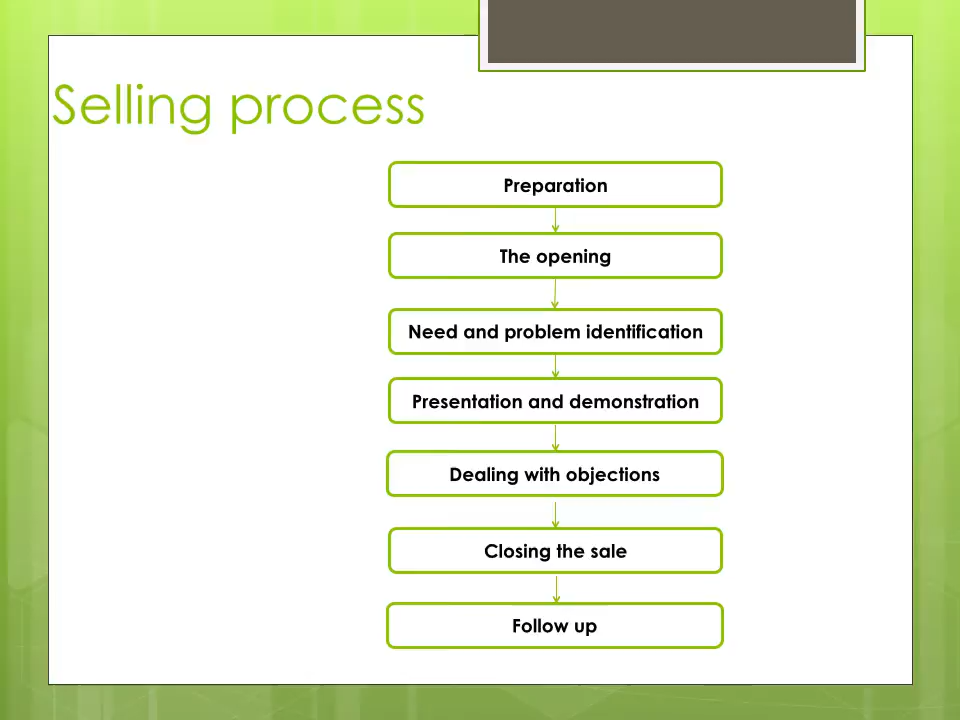 Selling process
Preparation
The opening
Need and problem identification
Presentation and demonstration
Dealing with objections
Closing the sale
Follow up